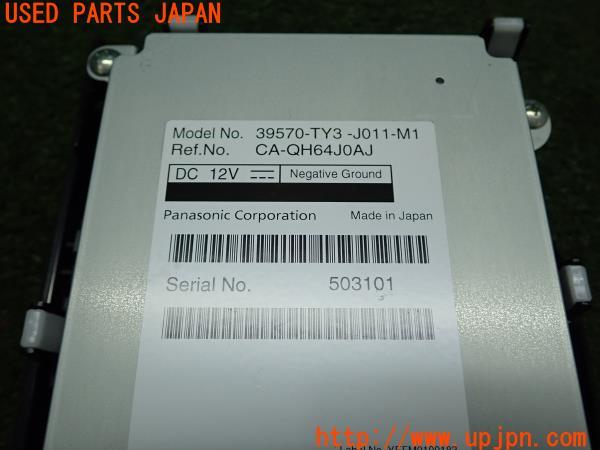 USED PARTS JAPAN
Model No. 39570-TY3 -J011-M1
Ref.No. CA-QH64J0AJ
DC 12V Negative Ground
Panasonic Corporation Made in Japan
Serial No. 503101
http://www.upjpn.com